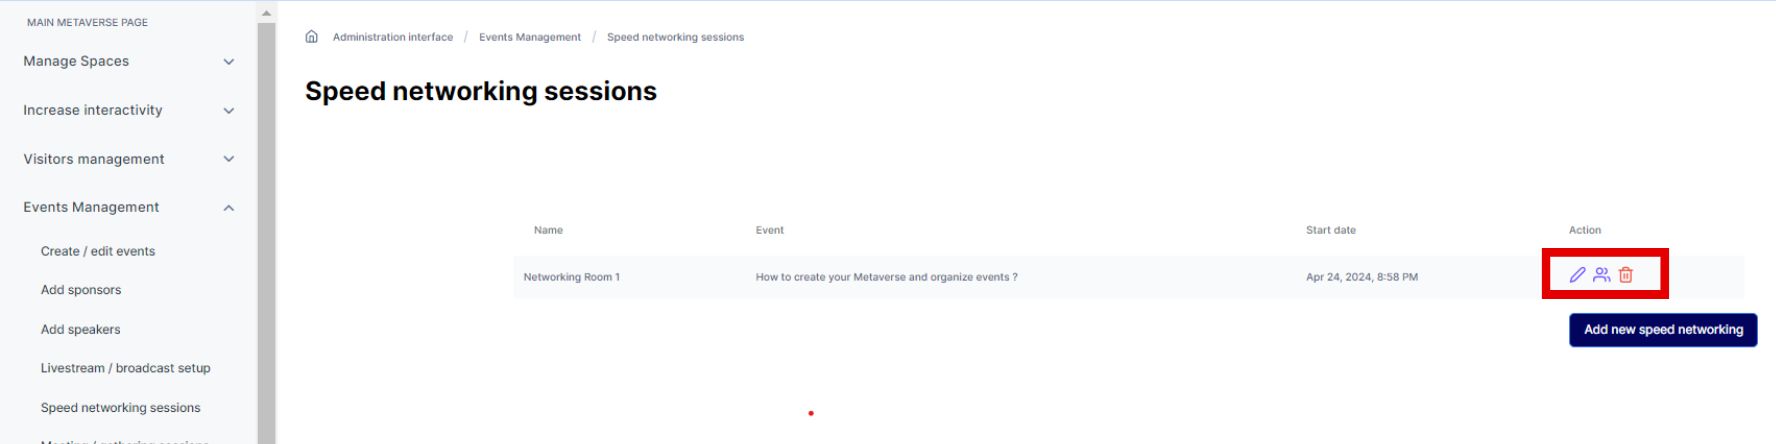 MAIN METAVERSE PAGE
Manage Spaces
Increase interactivity
Visitors management
Events Management
Create / edit events
Add sponsors
Add speakers
Livestream / broadcast setup
Speed networking sessions
Administration interface / Events Management / Speed networking sessions
Speed networking sessions
Name Event Start date Action
Networking Room 1 How to create your Metaverse and organize events ? Apr 24, 2024, 8:58 PM
Add new speed networking